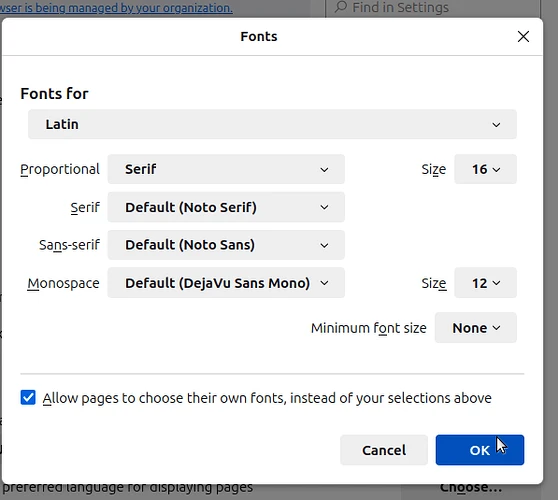 wser is being managed by your organization.
Find in Settings
Fonts
Fonts for
Latin
Proportional Serif Size 16
Serif Default (Noto Serif)
Sans-serif Default (Noto Sans)
Monospace Default (DejaVu Sans Mono) Size 12
Minimum font size None
Allow pages to choose their own fonts, instead of your selections above
Cancel OK
preferred language for displaying pages Choose...